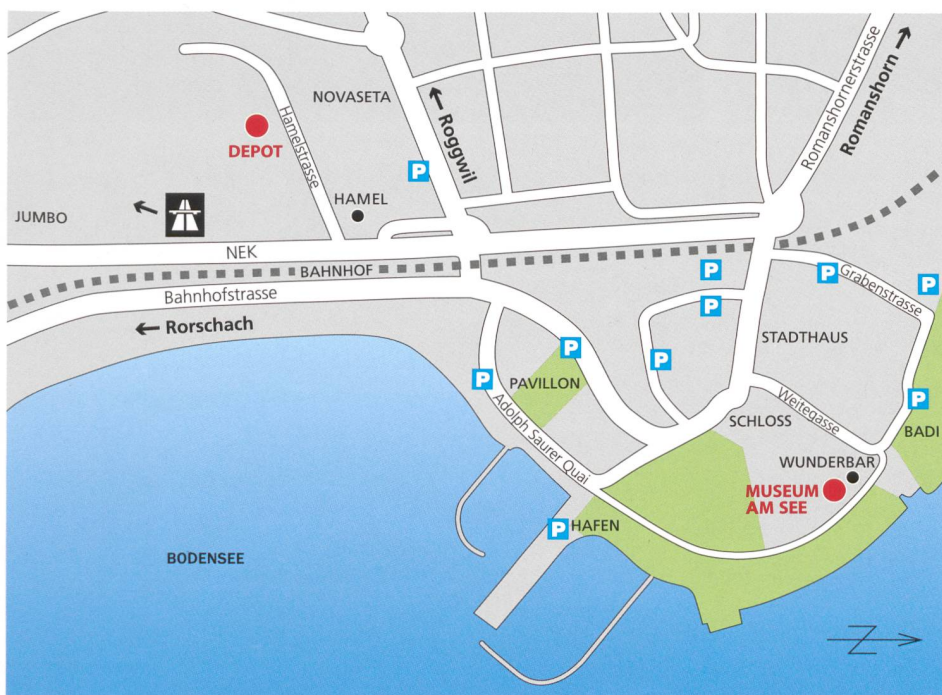 NOVASETA
Hamelstrasse
DEPOT
Roggwil
Romanshornerstrasse
Romanshorn
P
HAMEL
JUMBO
NEK
BAHNHOF
Bahnhofstrasse
Rorschach
P
P
P
Grabenstrasse
P
P
STADTHAUS
P
P
PAVILLON
P
Adolph Saurer Quai
SCHLOSS
Weitegasse
P
BADI
WUNDERBAR
MUSEUM
AM SEE
P
HAFEN
BODENSEE
N